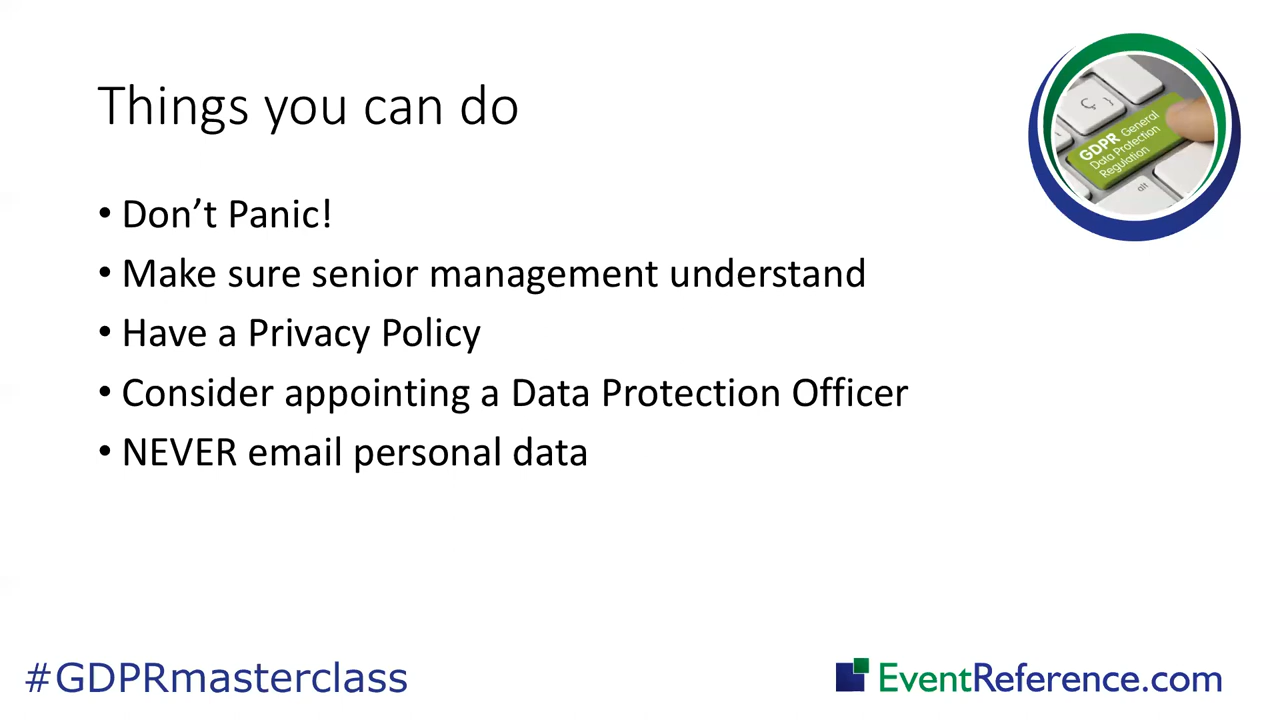 Things you can do
Ç
GDPR General
Data Protection
Regulation
alt
• Don’t Panic!
• Make sure senior management understand
• Have a Privacy Policy
• Consider appointing a Data Protection Officer
• NEVER email personal data
#GDPRmasterclass
EventReference.com